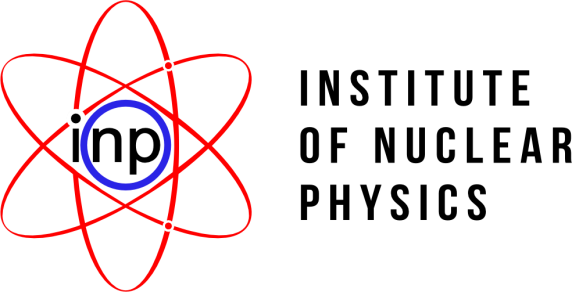 inp
INSTITUTE
OF NUCLEAR
PHYSICS